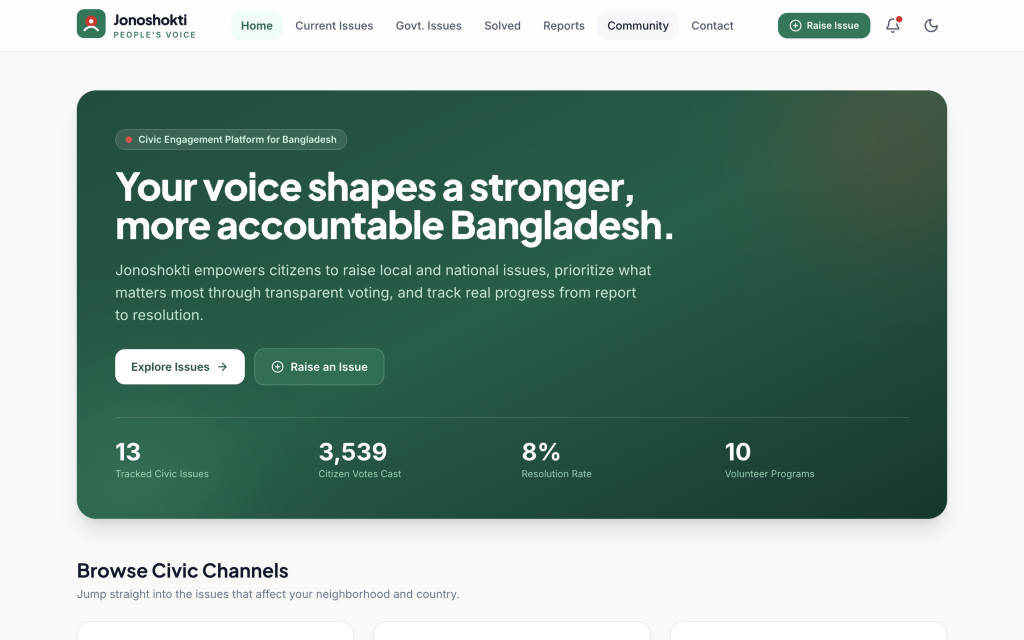 Jonoshokti
PEOPLE'S VOICE
Home
Current Issues
Govt. Issues
Solved
Reports
Community
Contact
Raise Issue
Civic Engagement Platform for Bangladesh
Your voice shapes a stronger,
more accountable Bangladesh.
Jonoshokti empowers citizens to raise local and national issues, prioritize what
matters most through transparent voting, and track real progress from report
to resolution.
Explore Issues
Raise an Issue
13
Tracked Civic Issues
3,539
Citizen Votes Cast
8%
Resolution Rate
10
Volunteer Programs
Browse Civic Channels
Jump straight into the issues that affect your neighborhood and country.